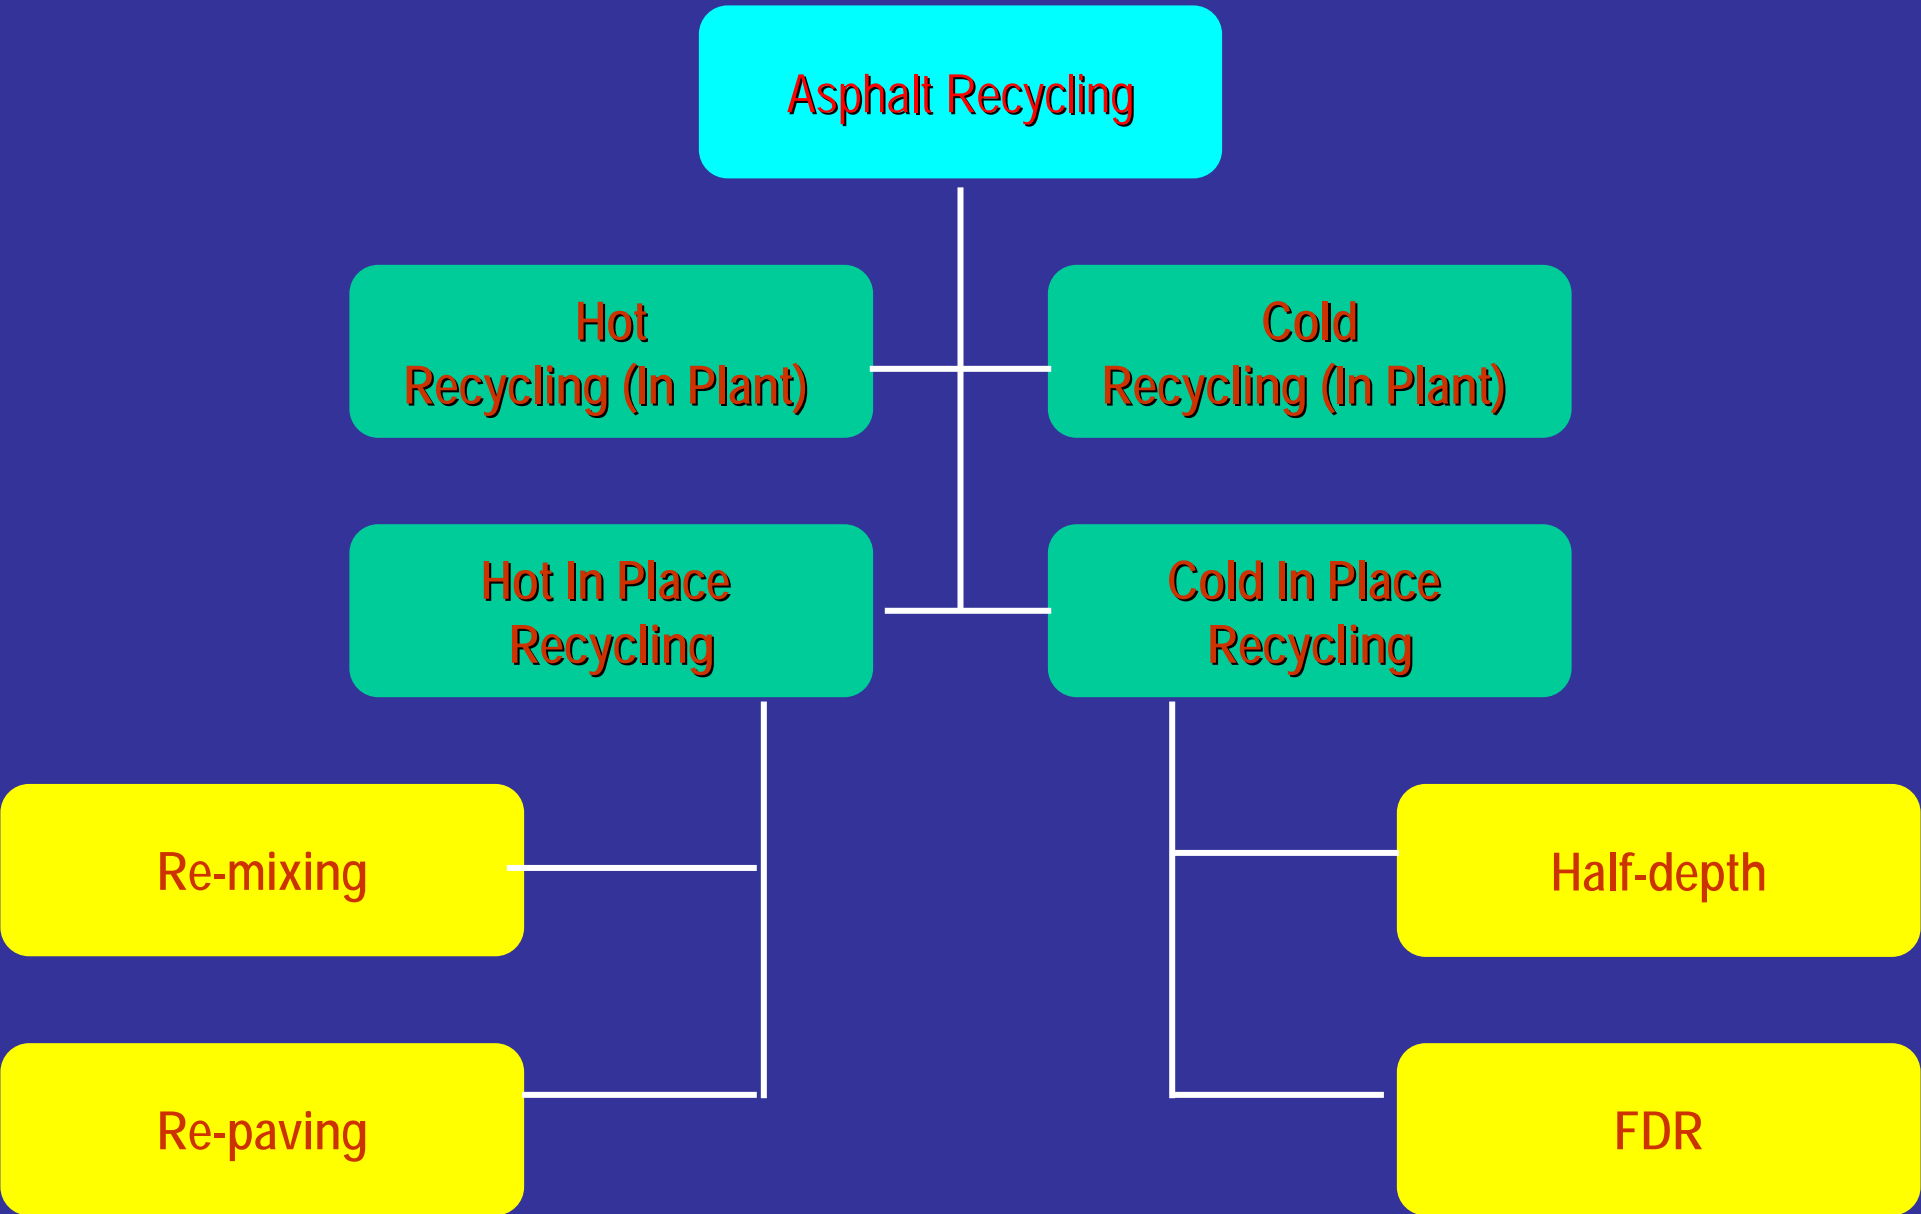 Asphalt Recycling
Hot
Recycling (In Plant)
Cold
Recycling (In Plant)
Hot In Place
Recycling
Cold In Place
Recycling
Re-mixing
Half-depth
Re-paving
FDR